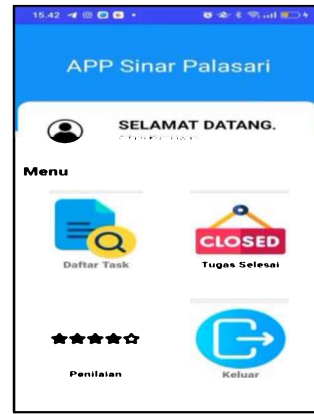 15.42
APP Sinar Palasari
SELAMAT DATANG.
Menu
CLOSED
Daftar Task
Tugas Selesai
Penilaian
Keluar